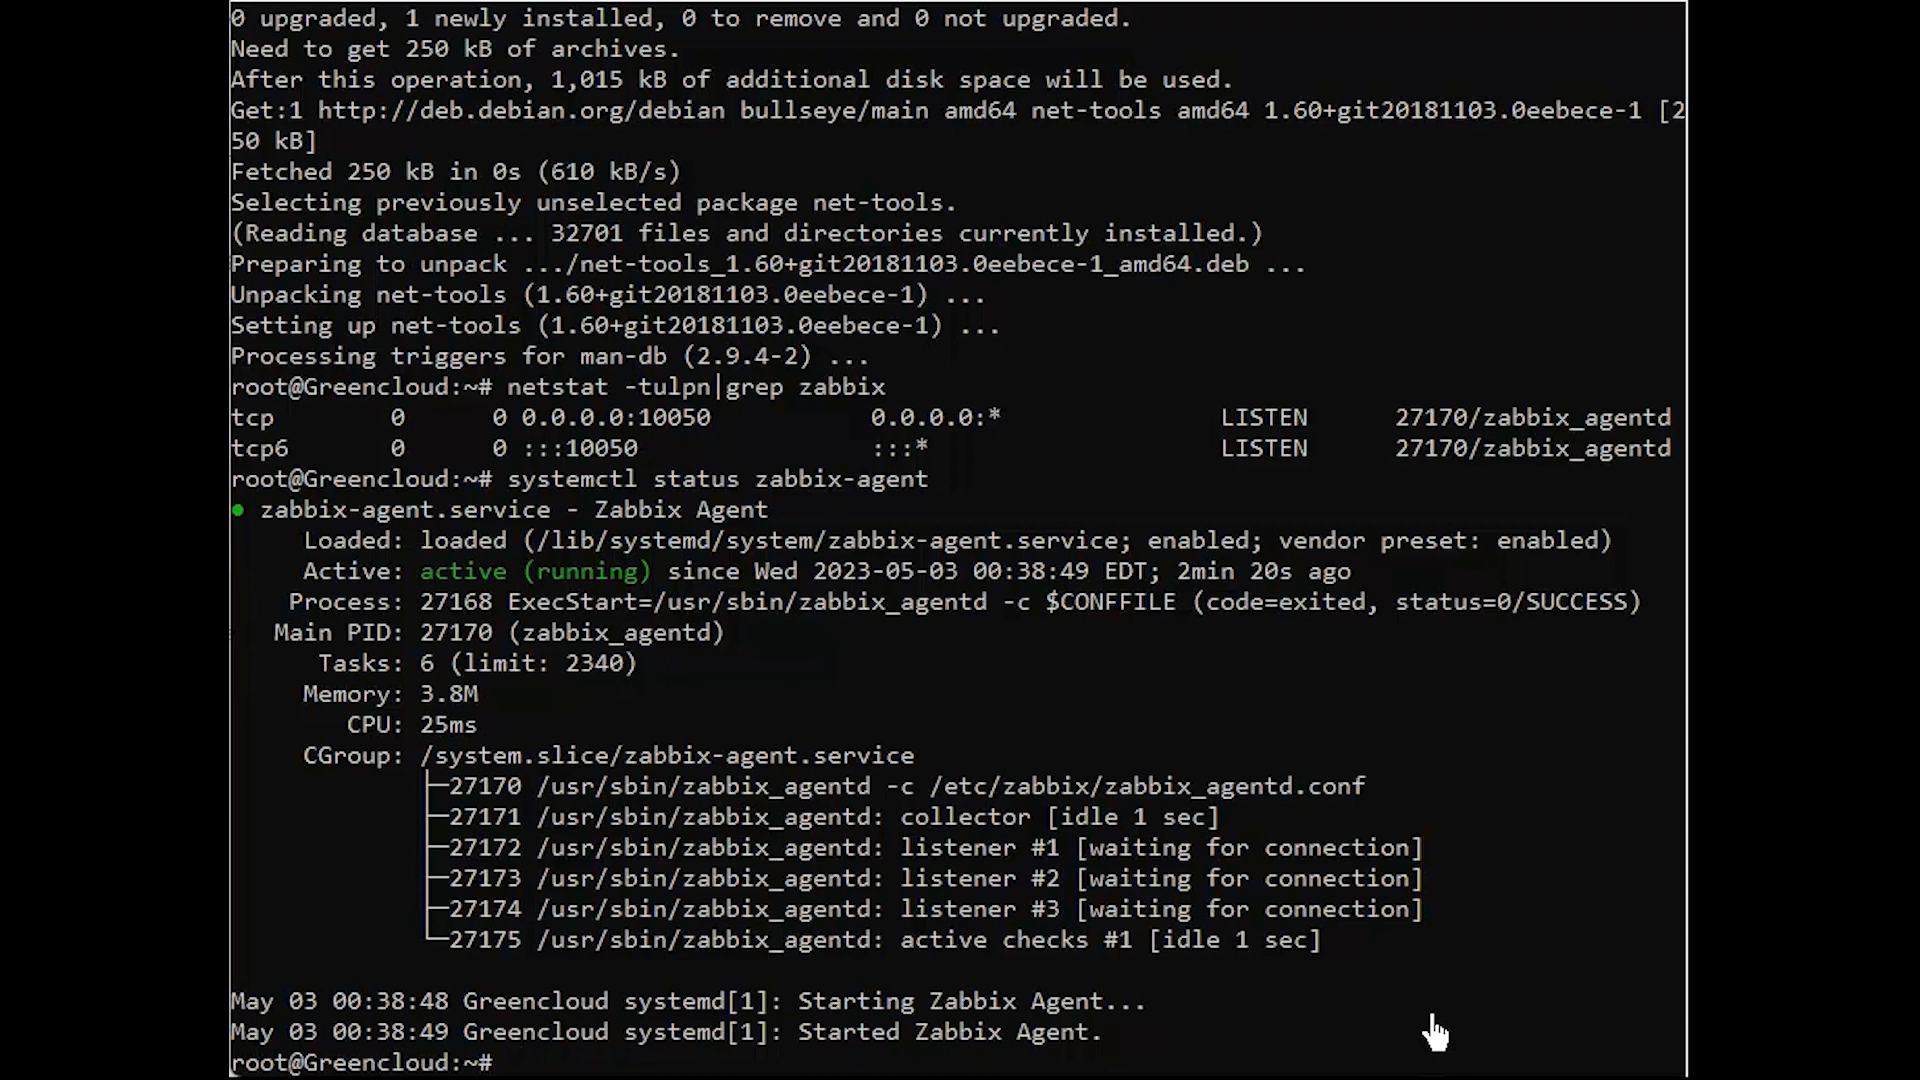 0 upgraded, 1 newly installed, 0 to remove and 0 not upgraded.
Need to get 250 kB of archives.
After this operation, 1,015 kB of additional disk space will be used.
Get:1 http://deb.debian.org/debian bullseye/main amd64 net-tools amd64 1.60+git20181103.0eebece-1 [2
50 kB]
Fetched 250 kB in 0s (610 kB/s)
Selecting previously unselected package net-tools.
(Reading database ... 32701 files and directories currently installed.)
Preparing to unpack .../net-tools_1.60+git20181103.0eebece-1_amd64.deb ...
Unpacking net-tools (1.60+git20181103.0eebece-1) ...
Setting up net-tools (1.60+git20181103.0eebece-1) ...
Processing triggers for man-db (2.9.4-2) ...
root@Greencloud:~# netstat -tulpn|grep zabbix
tcp        0      0 0.0.0.0:10050           0.0.0.0:*               LISTEN      27170/zabbix_agentd
tcp6       0      0 :::10050                :::*                    LISTEN      27170/zabbix_agentd
root@Greencloud:~# systemctl status zabbix-agent
● zabbix-agent.service - Zabbix Agent
     Loaded: loaded (/lib/systemd/system/zabbix-agent.service; enabled; vendor preset: enabled)
     Active: active (running) since Wed 2023-05-03 00:38:49 EDT; 2min 20s ago
    Process: 27168 ExecStart=/usr/sbin/zabbix_agentd -c $CONFFILE (code=exited, status=0/SUCCESS)
   Main PID: 27170 (zabbix_agentd)
      Tasks: 6 (limit: 2340)
     Memory: 3.8M
        CPU: 25ms
     CGroup: /system.slice/zabbix-agent.service
             ├─27170 /usr/sbin/zabbix_agentd -c /etc/zabbix/zabbix_agentd.conf
             ├─27171 /usr/sbin/zabbix_agentd: collector [idle 1 sec]
             ├─27172 /usr/sbin/zabbix_agentd: listener #1 [waiting for connection]
             ├─27173 /usr/sbin/zabbix_agentd: listener #2 [waiting for connection]
             ├─27174 /usr/sbin/zabbix_agentd: listener #3 [waiting for connection]
             └─27175 /usr/sbin/zabbix_agentd: active checks #1 [idle 1 sec]
May 03 00:38:48 Greencloud systemd[1]: Starting Zabbix Agent...
May 03 00:38:49 Greencloud systemd[1]: Started Zabbix Agent.
root@Greencloud:~#